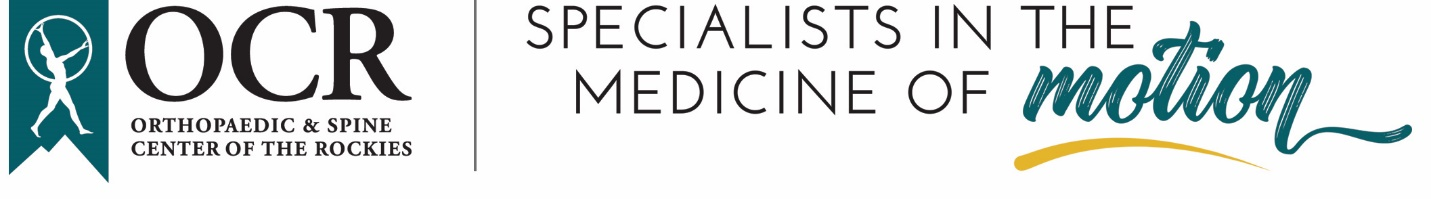 OCR
ORTHOPAEDIC & SPINE
CENTER OF THE ROCKIES
SPECIALISTS IN THE
MEDICINE OF motion